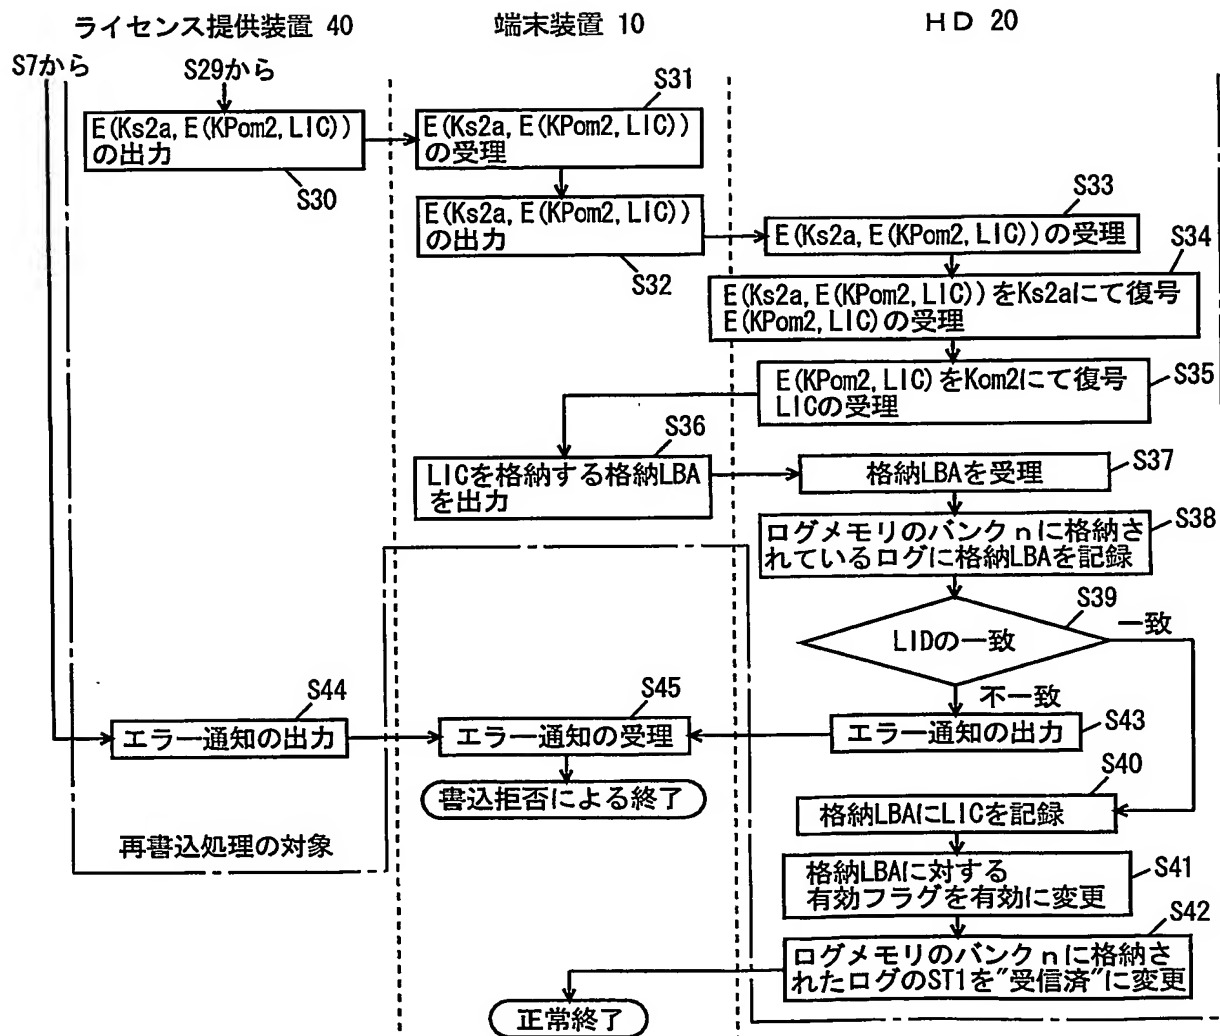 ライセンス提供装置 40
端末装置 10
HD 20
S7から
S29から
E(Ks2a, E(KPom2, LIC))
の出力
S30
S31
E(Ks2a, E(KPom2, LIC))
の受理
E(Ks2a, E(KPom2, LIC))
の出力
S32
S33
E(Ks2a, E(KPom2, LIC))の受理
S34
E(Ks2a, E(KPom2, LIC))をKs2aにて復号
E(KPom2, LIC)の受理
E(KPom2, LIC)をKom2にて復号
LICの受理
S35
S36
LICを格納する格納LBA
を出力
格納LBAを受理
S37
ログメモリのバンクnに格納さ
れているログに格納LBAを記録
S38
S39
LIDの一致
一致
不一致
S44
エラー通知の出力
S45
エラー通知の受理
エラー通知の出力
S43
書込拒否による終了
S40
格納LBAにLICを記録
再書込処理の対象
格納LBAに対する
有効フラグを有効に変更
S41
S42
ログメモリのバンクnに格納さ
れたログのST1を"受信済"に変更
正常終了